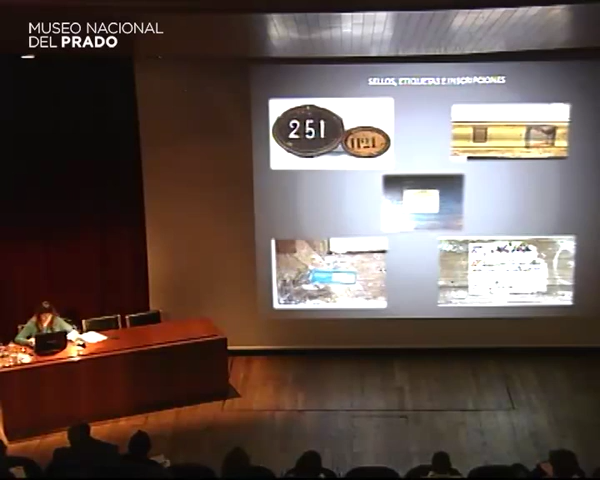 MUSEO NACIONAL
DEL PRADO
SELLOS, ETIQUETAS E INSCRIPCIONES
251
1121